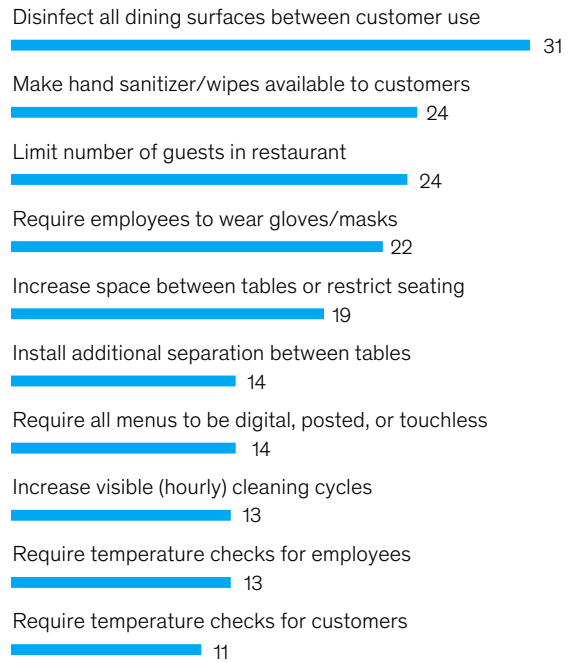 Disinfect all dining surfaces between customer use
31
Make hand sanitizer/wipes available to customers
24
Limit number of guests in restaurant
24
Require employees to wear gloves/masks
22
Increase space between tables or restrict seating
19
Install additional separation between tables
14
Require all menus to be digital, posted, or touchless
14
Increase visible (hourly) cleaning cycles
13
Require temperature checks for employees
13
Require temperature checks for customers
11